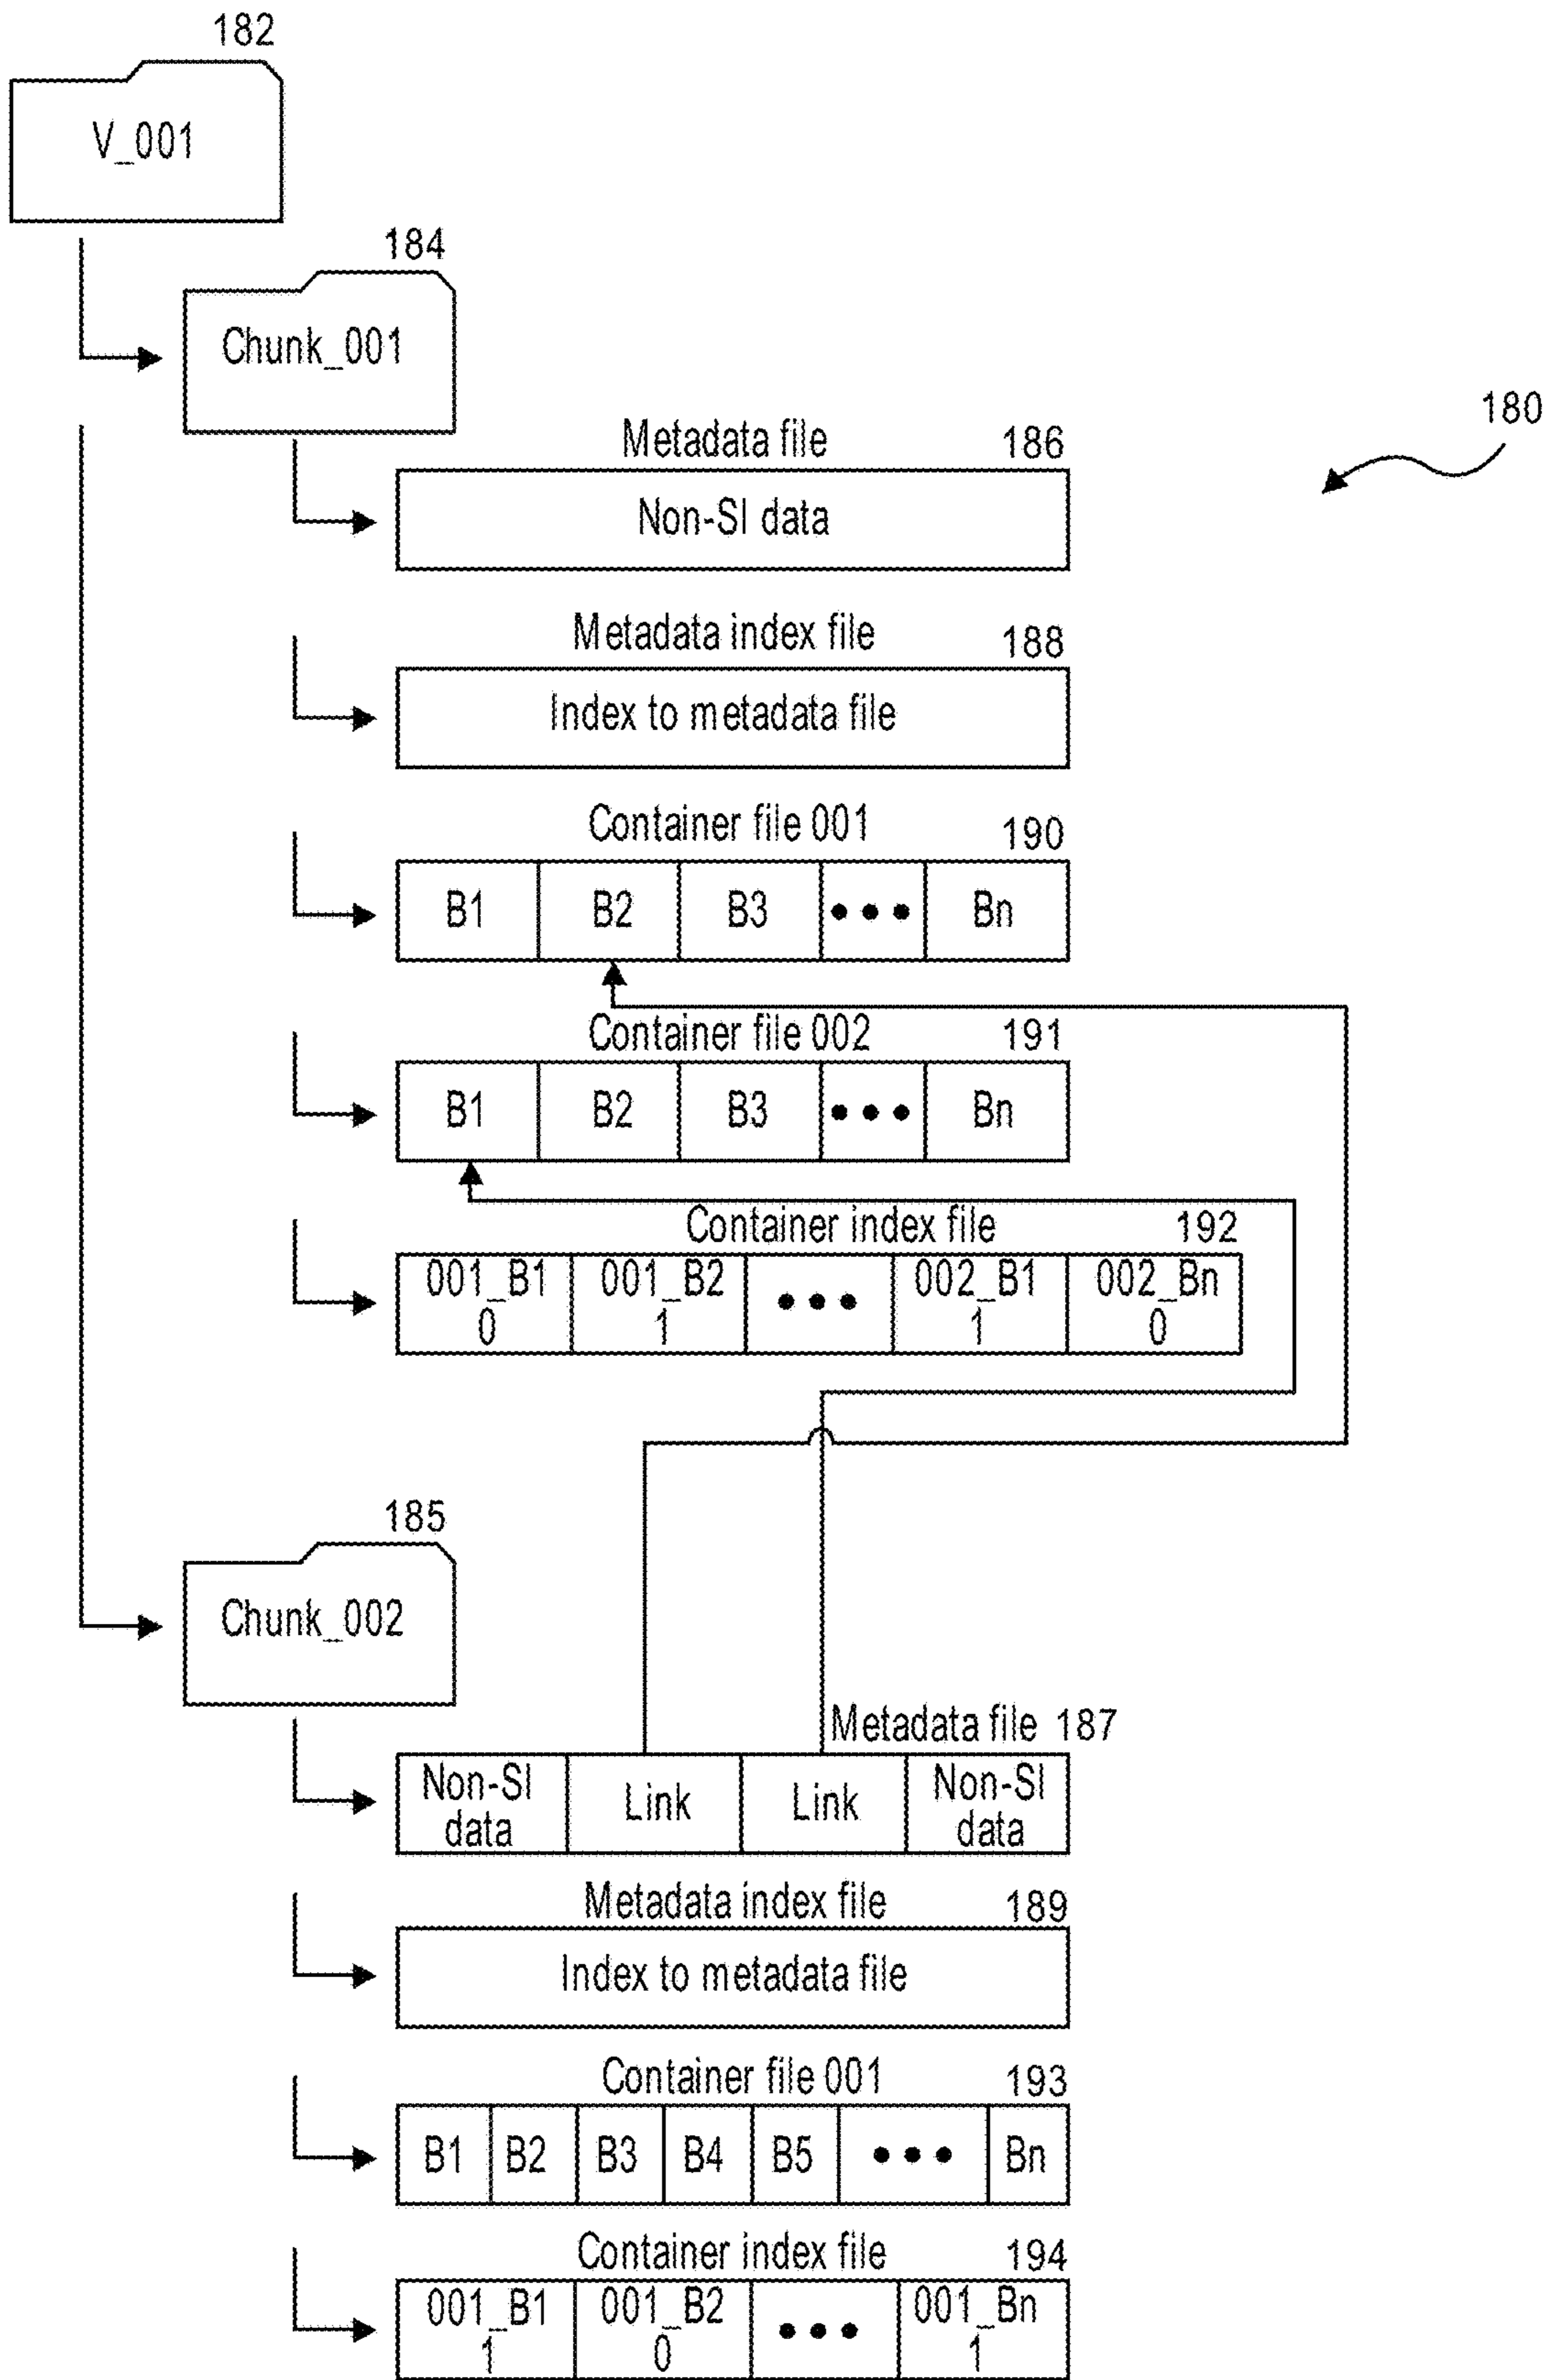 182
V_001
184
Chunk_001
180
Metadata file 186
Non-SI data
Metadata index file 188
Index to metadata file
Container file 001 190
B1 B2 B3 ••• Bn
Container file 002 191
B1 B2 B3 ••• Bn
Container index file 192
001_B1 001_B2 ••• 002_B1 002_Bn
0 1 1 0
185
Chunk_002
Metadata file 187
Non-SI Link Link Non-SI
data data
Metadata index file 189
Index to metadata file
Container file 001 193
B1 B2 B3 B4 B5 ••• Bn
Container index file 194
001_B1 001_B2 ••• 001_Bn
1 0 1